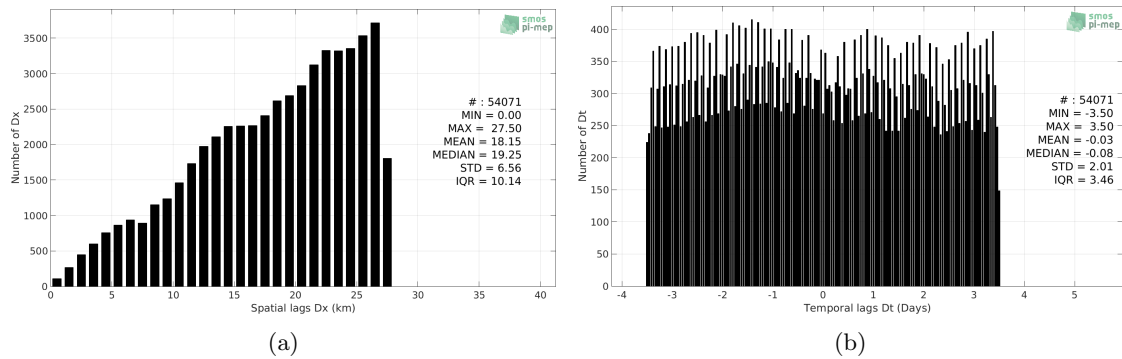 smos
pi-mep
3500
3000
2500
2000
1500
1000
500
0
Number of Dx
# : 54071
MIN = 0.00
MAX = 27.50
MEAN = 18.15
MEDIAN = 19.25
STD = 6.56
IQR = 10.14
0 5 10 15 20 25 30 35 40
Spatial lags Dx (km)
(a)
smos
pi-mep
400
350
300
250
200
150
100
50
0
Number of Dt
# : 54071
MIN = -3.50
MAX = 3.50
MEAN = -0.03
MEDIAN = -0.08
STD = 2.01
IQR = 3.46
-4 -3 -2 -1 0 1 2 3 4 5
Temporal lags Dt (Days)
(b)